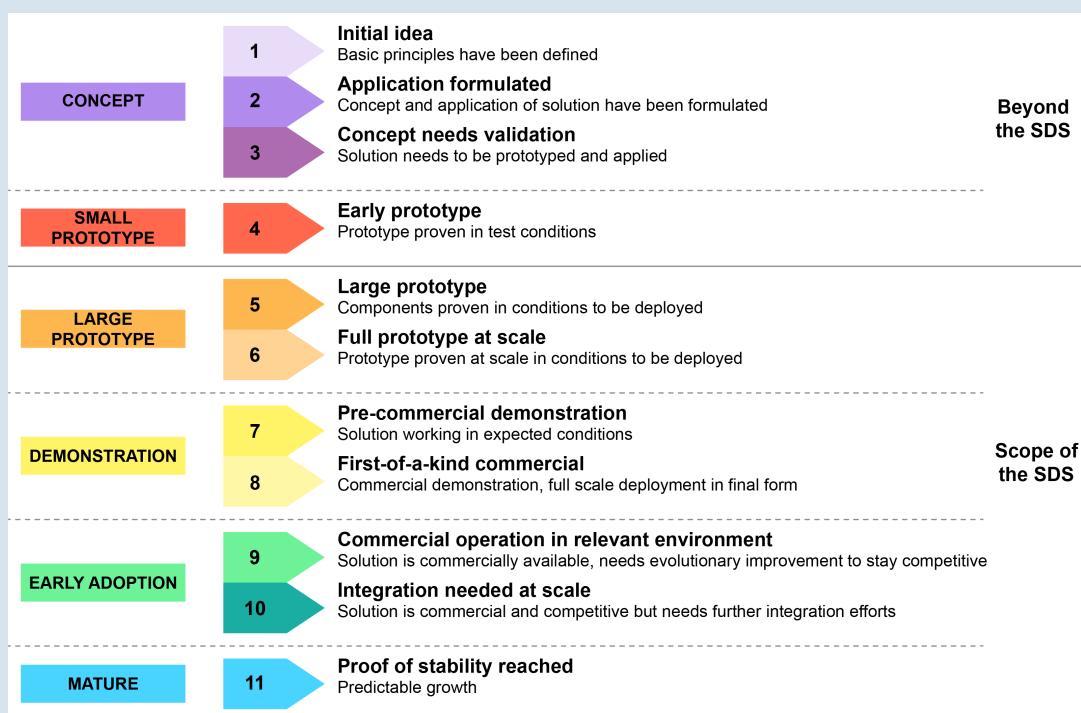 CONCEPT
1
Initial idea
Basic principles have been defined
2
Application formulated
Concept and application of solution have been formulated
3
Concept needs validation
Solution needs to be prototyped and applied
Beyond
the SDS
SMALL
PROTOTYPE
4
Early prototype
Prototype proven in test conditions
LARGE
PROTOTYPE
5
Large prototype
Components proven in conditions to be deployed
6
Full prototype at scale
Prototype proven at scale in conditions to be deployed
DEMONSTRATION
7
Pre-commercial demonstration
Solution working in expected conditions
8
First-of-a-kind commercial
Commercial demonstration, full scale deployment in final form
Scope of
the SDS
EARLY ADOPTION
9
Commercial operation in relevant environment
Solution is commercially available, needs evolutionary improvement to stay competitive
10
Integration needed at scale
Solution is commercial and competitive but needs further integration efforts
MATURE
11
Proof of stability reached
Predictable growth